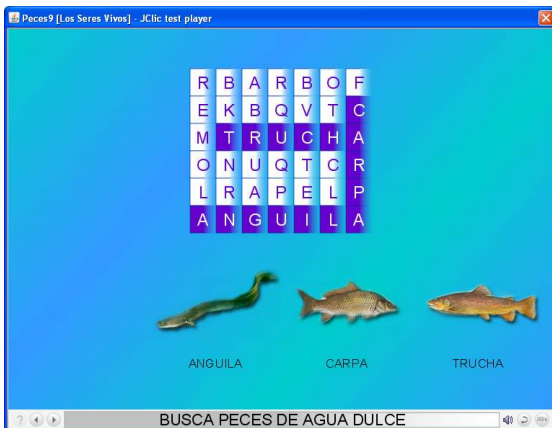 Peces9 [Los Seres Vivos] - JClic test player
R B A R B O F
E K B Q V T C
M T R U C H A
O N U Q T C R
L R A P E L P
A N G U I L A
ANGUILA CARPA TRUCHA
BUSCA PECES DE AGUA DULCE